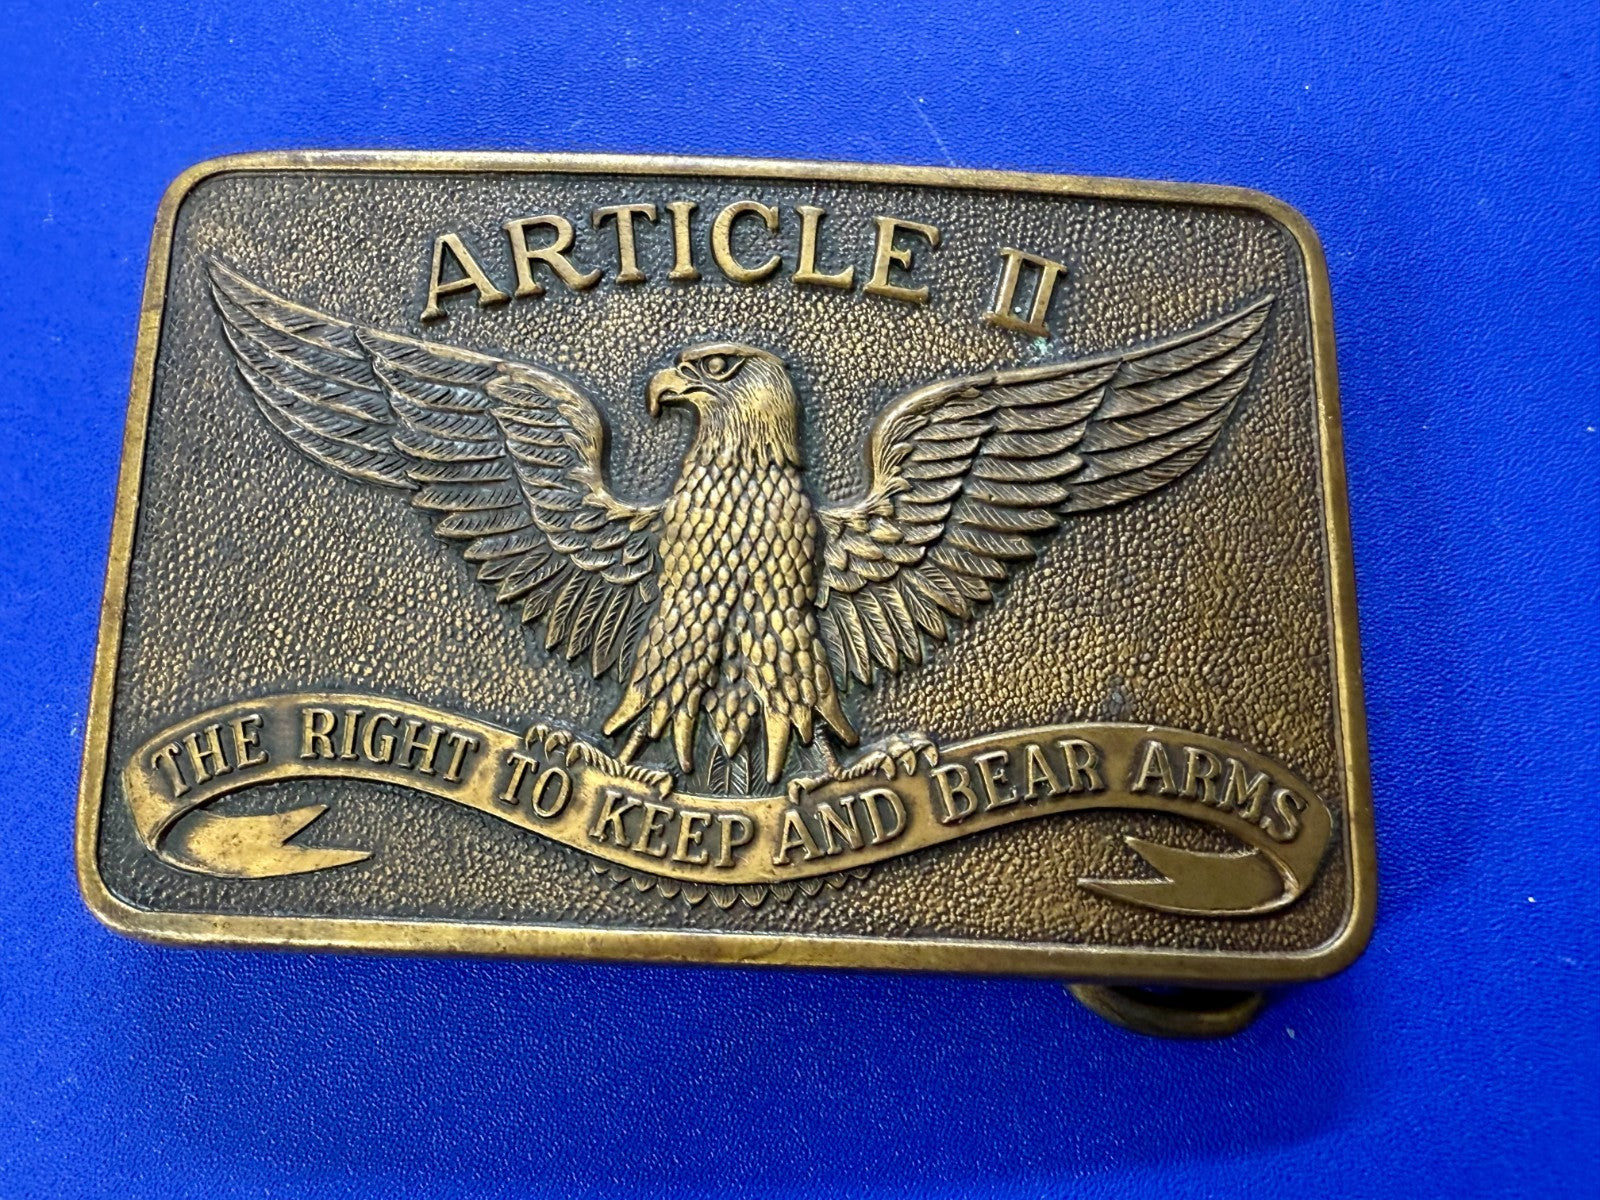 ARTICLE II
THE RIGHT TO KEEP AND BEAR ARMS